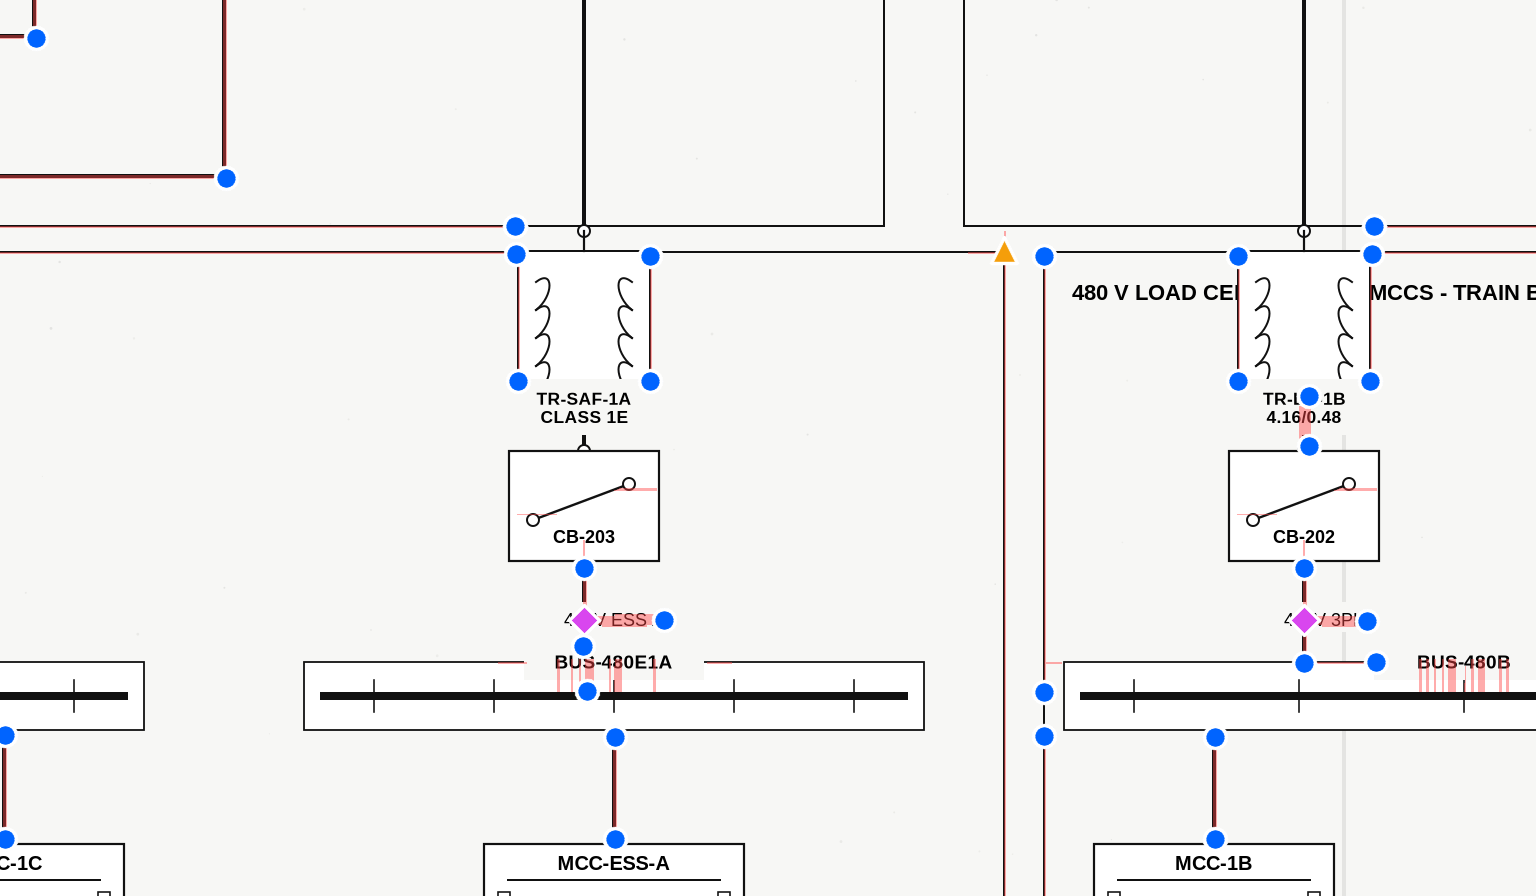 480 V LOAD
MCCS - TRAIN
TR-SAF-1A
CLASS 1E
4.16/0.48
CB-203
CB-202
V ESS
BUS-480E1A
BUS-480B
C-1C
MCC-ESS-A
MCC-1B